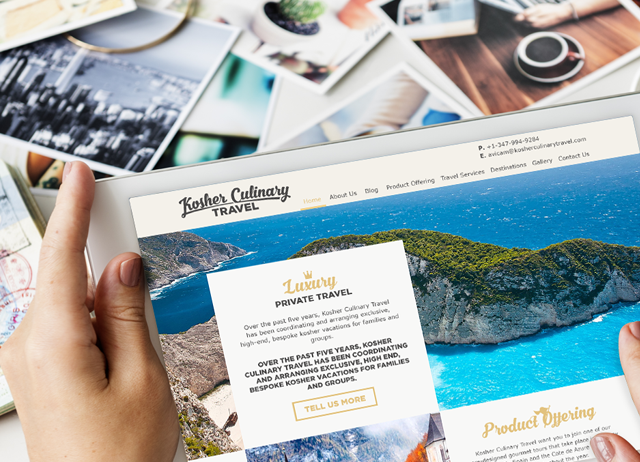 Kosher Culinary
TRAVEL
P. +1-347-994-9284
E. avicam@kosherculinarytravel.com
Home About Us Blog Product Offering Travel Services Destinations Gallery Contact Us
Luxury
PRIVATE TRAVEL
Over the past five years, Kosher Culinary Travel
has been coordinating and arranging exclusive,
high-end, bespoke kosher vacations for families and
groups.
OVER THE PAST FIVE YEARS, KOSHER
CULINARY TRAVEL HAS BEEN COORDINATING
AND ARRANGING EXCLUSIVE, HIGH END,
BESPOKE KOSHER VACATIONS FOR FAMILIES
AND GROUPS.
TELL US MORE
Product Offering
Kosher Culinary Travel want you to join one of our
predesigned gourmet tours that take place
Spain and the Cote de Azure
about the year.